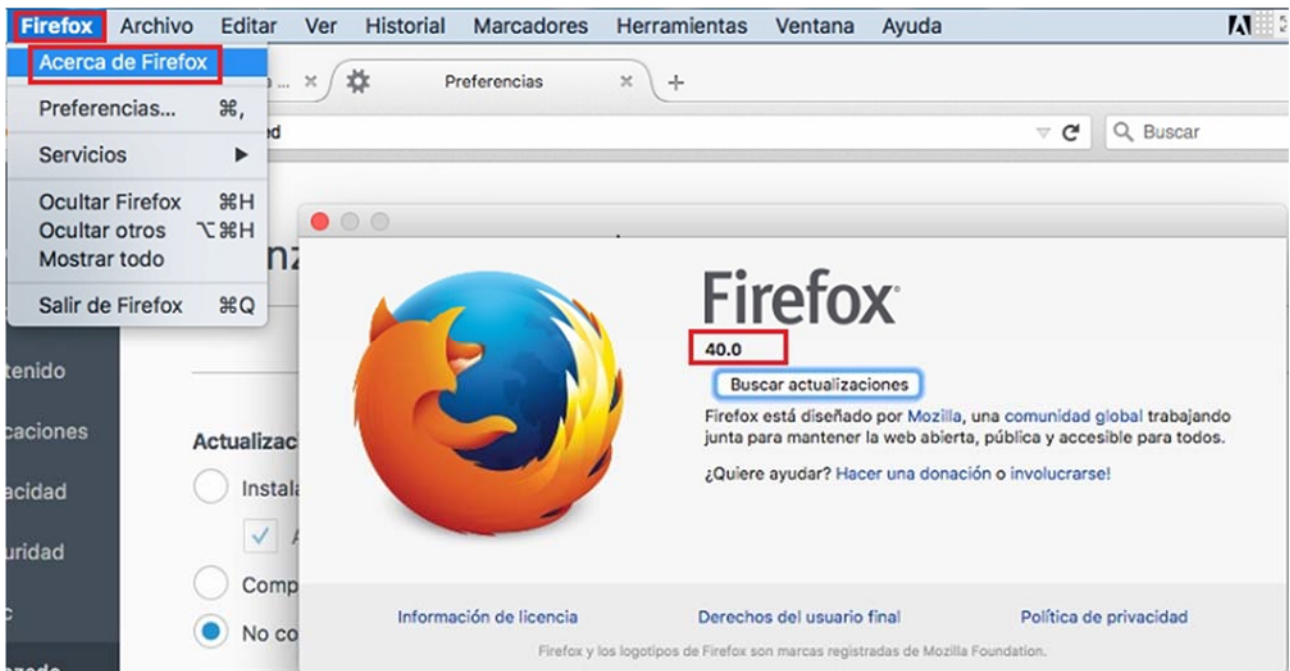 Firefox Archivo Editar Ver Historial Marcadores Herramientas Ventana Ayuda
Acerca de Firefox
Preferencias... ⌘,
Servicios ▶
Ocultar Firefox ⌘H
Ocultar otros ⌥⌘H
Mostrar todo
Salir de Firefox ⌘Q
Preferencias
Buscar
Firefox
40.0
Buscar actualizaciones
Firefox está diseñado por Mozilla, una comunidad global trabajando
junta para mantener la web abierta, pública y accesible para todos.
¿Quiere ayudar? Hacer una donación o involucrarse!
Información de licencia Derechos del usuario final Política de privacidad
Firefox y los logotipos de Firefox son marcas registradas de Mozilla Foundation.
tenido
caciones
acidad
uridad
Actualizac
Instala
Comp
No co